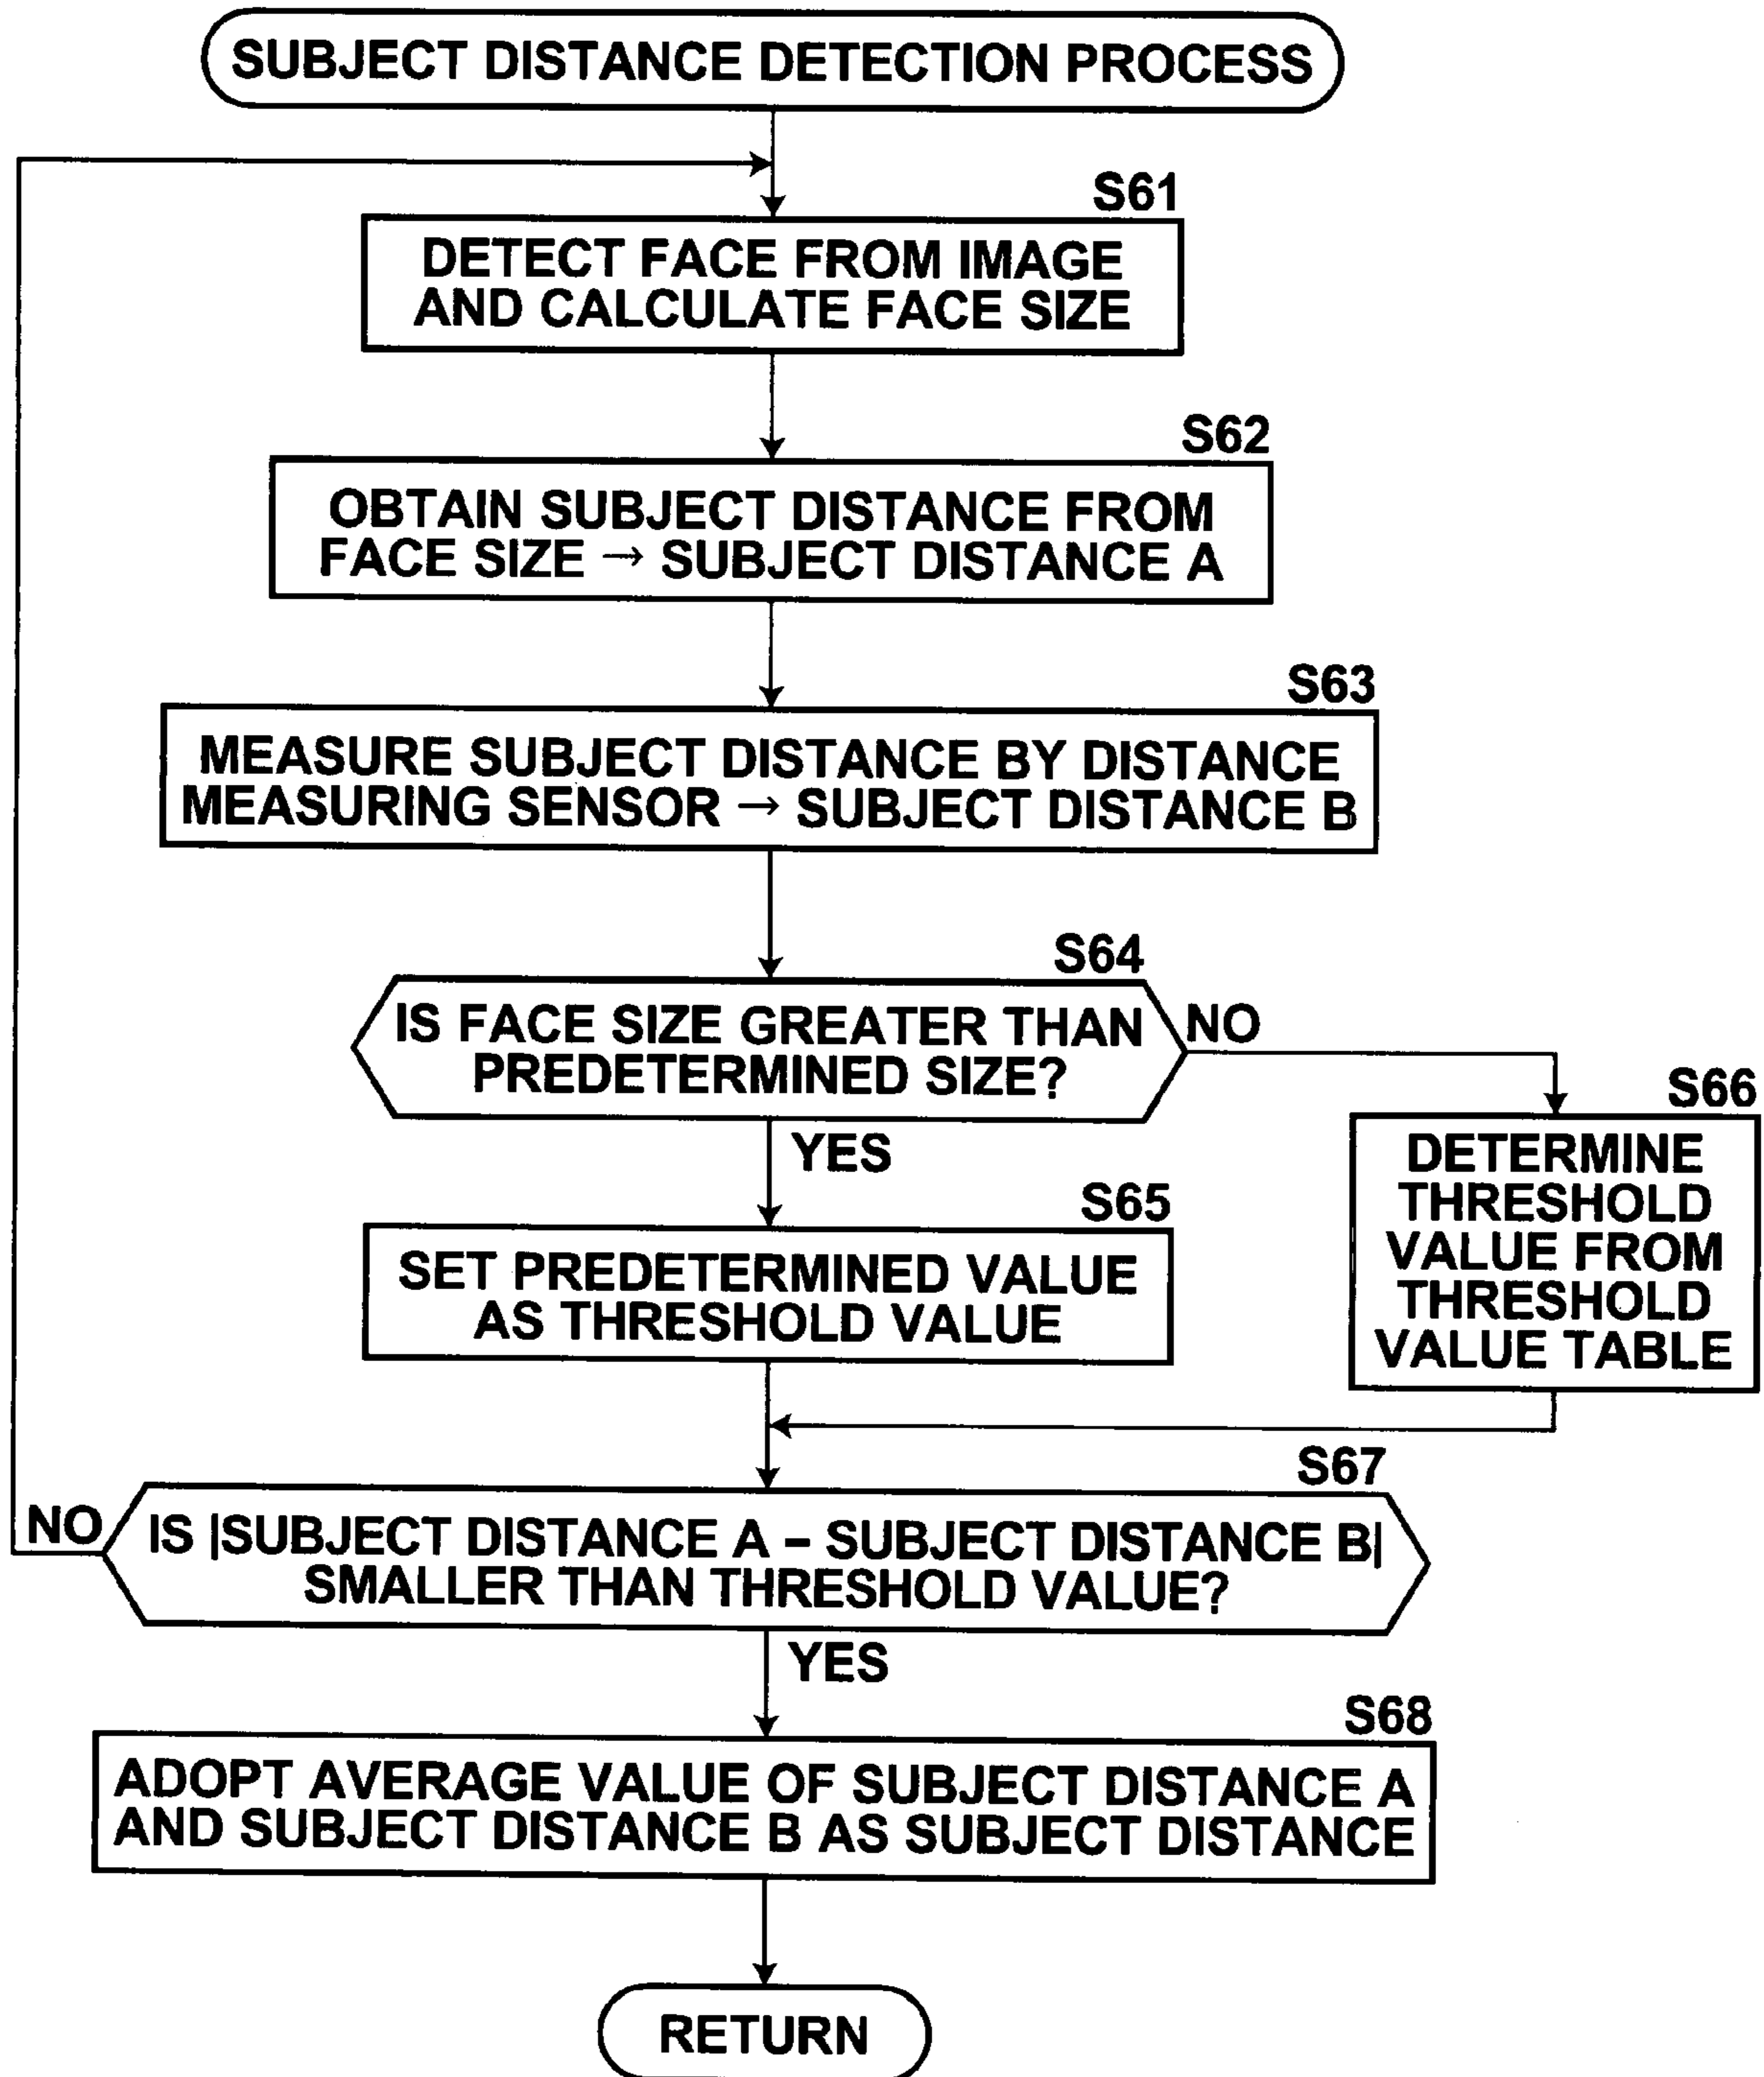 SUBJECT DISTANCE DETECTION PROCESS
S61
DETECT FACE FROM IMAGE
AND CALCULATE FACE SIZE
S62
OBTAIN SUBJECT DISTANCE FROM
FACE SIZE → SUBJECT DISTANCE A
S63
MEASURE SUBJECT DISTANCE BY DISTANCE
MEASURING SENSOR → SUBJECT DISTANCE B
S64
IS FACE SIZE GREATER THAN
PREDETERMINED SIZE?
NO
YES
S65
SET PREDETERMINED VALUE
AS THRESHOLD VALUE
S66
DETERMINE
THRESHOLD
VALUE FROM
THRESHOLD
VALUE TABLE
S67
NO
IS |SUBJECT DISTANCE A – SUBJECT DISTANCE B|
SMALLER THAN THRESHOLD VALUE?
YES
S68
ADOPT AVERAGE VALUE OF SUBJECT DISTANCE A
AND SUBJECT DISTANCE B AS SUBJECT DISTANCE
RETURN